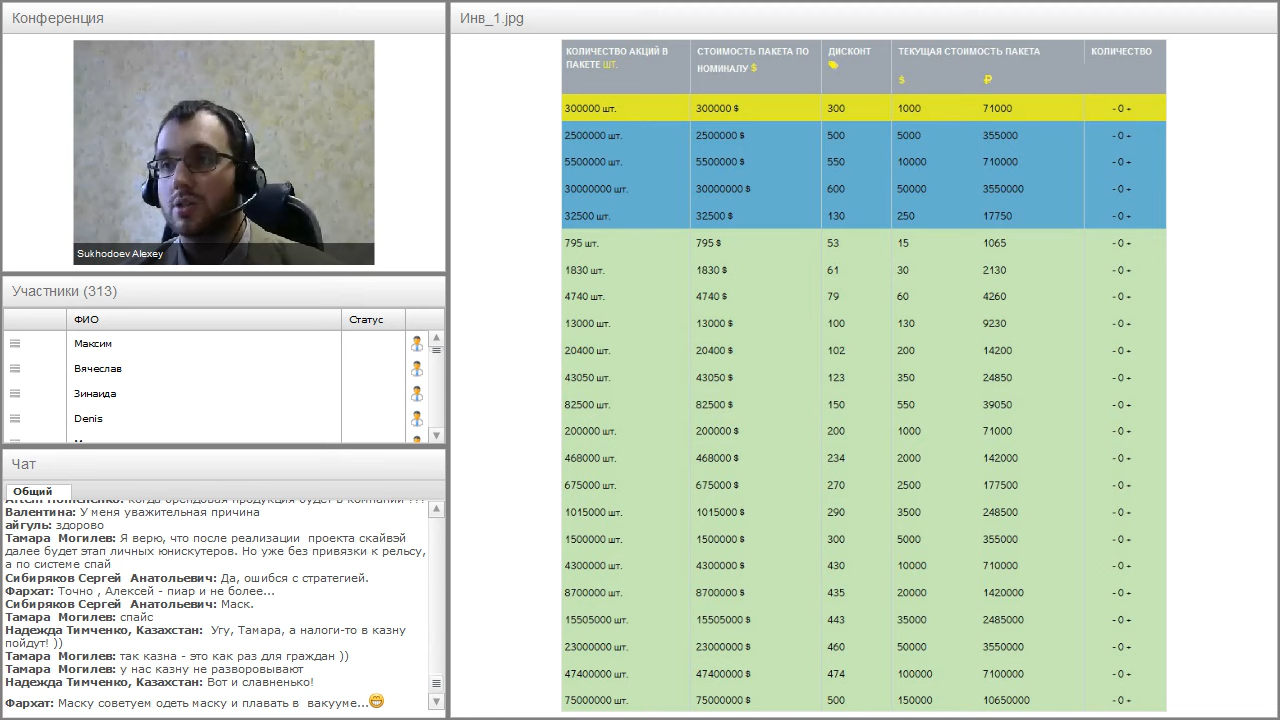 Конференция
Sukhodoev Alexey
Участники (313)
ФИО Статус
Максим
Вячеслав
Зинаида
Denis
Чат
Общий
когда брендовая продукция будет в компании ???
Валентина: У меня уважительная причина
айгуль: здорово
Тамара Могилев: Я верю, что после реализации проекта скайвэй
далее будет этап личных юнискутеров. Но уже без привязки к рельсу,
а по системе спай
Сибиряков Сергей Анатольевич: Да, ошибся с стратегией.
Фархат: Точно , Алексей - пиар и не более...
Сибиряков Сергей Анатольевич: Маск.
Тамара Могилев: спайс
Надежда Тимченко, Казахстан: Угу, Тамара, а налоги-то в казну
пойдут! ))
Тамара Могилев: так казна - это как раз для граждан ))
Тамара Могилев: у нас казну не разворовывают
Надежда Тимченко, Казахстан: Вот и славненько!
Фархат: Маску советуем одеть маску и плавать в вакууме...
Инв_1.jpg
КОЛИЧЕСТВО АКЦИЙ В СТОИМОСТЬ ПАКЕТА ПО ДИСКОНТ ТЕКУЩАЯ СТОИМОСТЬ ПАКЕТА КОЛИЧЕСТВО
ПАКЕТЕ ШТ. НОМИНАЛУ $
$ ₽
300000 шт. 300000 $ 300 1000 71000 - 0 +
2500000 шт. 2500000 $ 500 5000 355000 - 0 +
5500000 шт. 5500000 $ 550 10000 710000 - 0 +
30000000 шт. 30000000 $ 600 50000 3550000 - 0 +
32500 шт. 32500 $ 130 250 17750 - 0 +
795 шт. 795 $ 53 15 1065 - 0 +
1830 шт. 1830 $ 61 30 2130 - 0 +
4740 шт. 4740 $ 79 60 4260 - 0 +
13000 шт. 13000 $ 100 130 9230 - 0 +
20400 шт. 20400 $ 102 200 14200 - 0 +
43050 шт. 43050 $ 123 350 24850 - 0 +
82500 шт. 82500 $ 150 550 39050 - 0 +
200000 шт. 200000 $ 200 1000 71000 - 0 +
468000 шт. 468000 $ 234 2000 142000 - 0 +
675000 шт. 675000 $ 270 2500 177500 - 0 +
1015000 шт. 1015000 $ 290 3500 248500 - 0 +
1500000 шт. 1500000 $ 300 5000 355000 - 0 +
4300000 шт. 4300000 $ 430 10000 710000 - 0 +
8700000 шт. 8700000 $ 435 20000 1420000 - 0 +
15505000 шт. 15505000 $ 443 35000 2485000 - 0 +
23000000 шт. 23000000 $ 460 50000 3550000 - 0 +
47400000 шт. 47400000 $ 474 100000 7100000 - 0 +
75000000 шт. 75000000 $ 500 150000 10650000 - 0 +